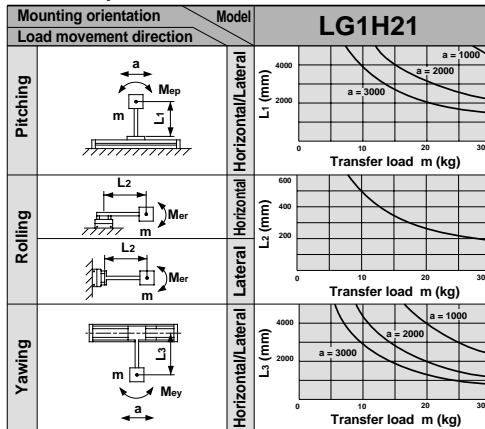 Mounting orientation Model
Load movement direction
LG1H21
Pitching
a
Mep
m
L1
Horizontal/Lateral
L1 (mm)
4000
2000
a = 1000
a = 2000
a = 3000
0 10 20 30
Transfer load m (kg)
Rolling
L2
Mer
m
Horizontal
L2
Mer
m
Lateral
L2 (mm)
600
400
200
0 10 20 30
Transfer load m (kg)
Yawing
L3
m
Mey
a
Horizontal/Lateral
L3 (mm)
4000
2000
a = 1000
a = 2000
a = 3000
0 10 20 30
Transfer load m (kg)